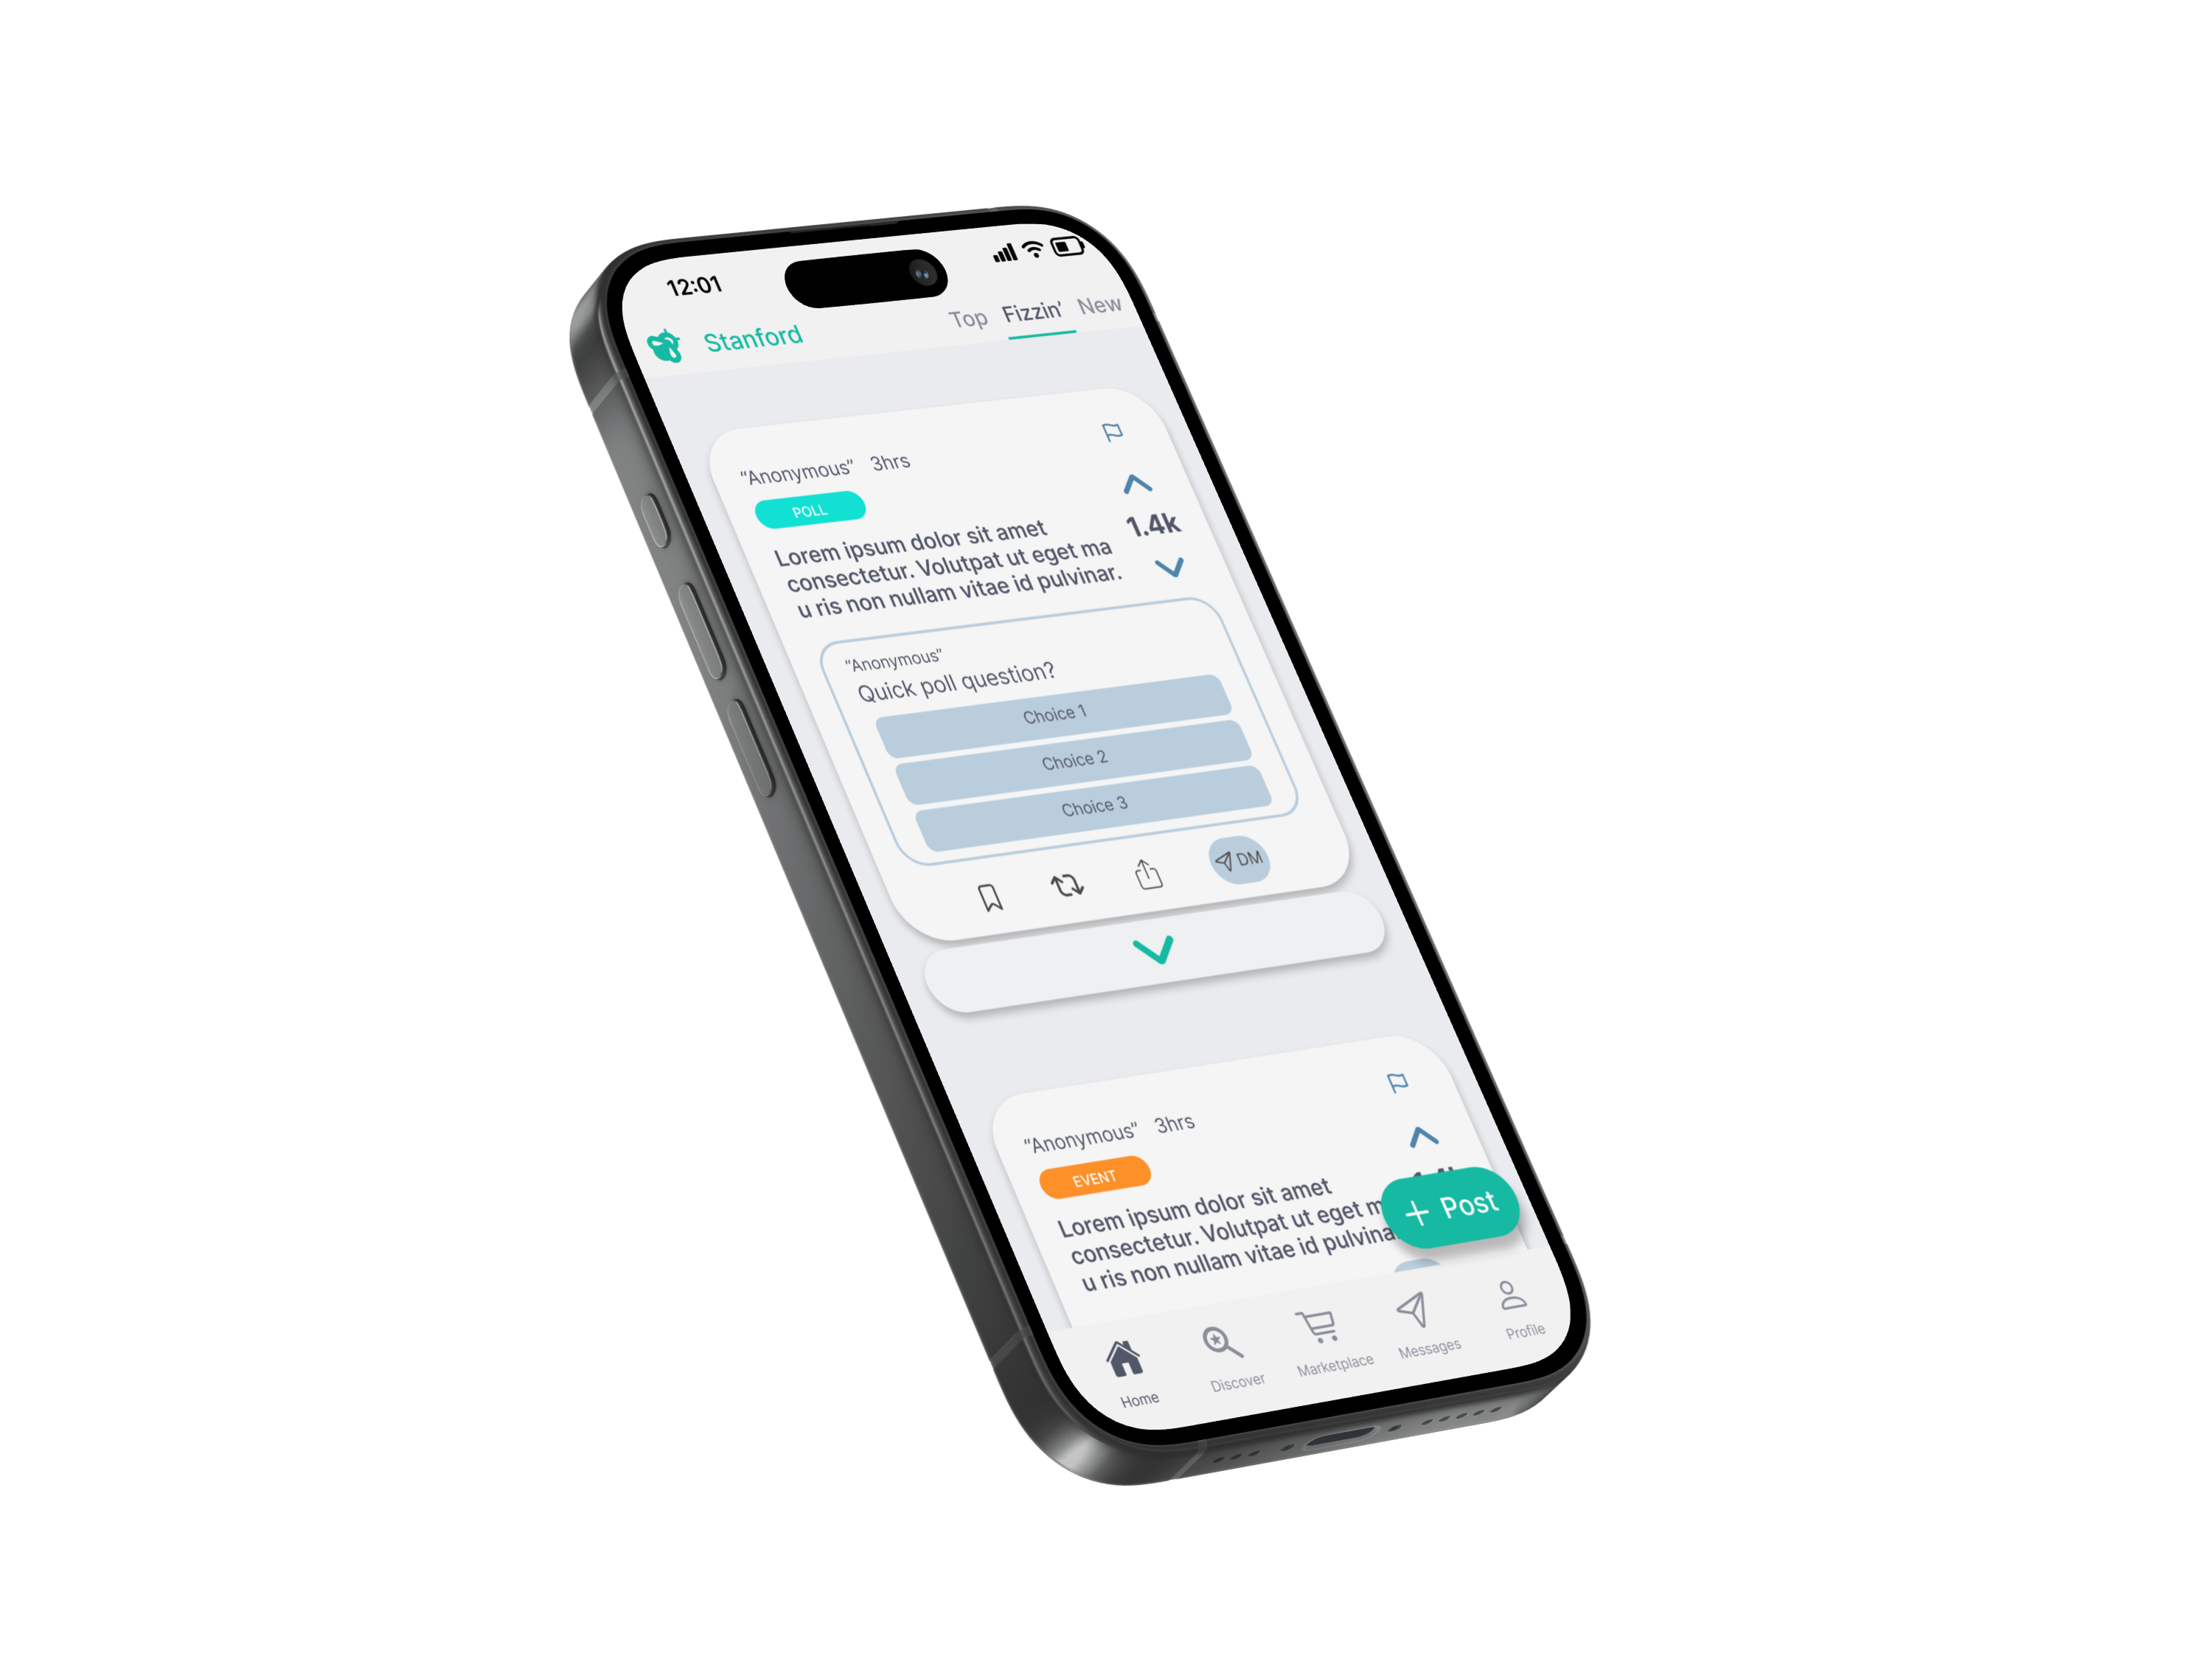 12:01
Stanford
Top Fizzin' New
“Anonymous” 3hrs
POLL
Lorem ipsum dolor sit amet
consectetur. Volutpat ut eget ma
u ris non nullam vitae id pulvinar.
1.4k
“Anonymous”
Quick poll question?
Choice 1
Choice 2
Choice 3
DM
“Anonymous” 3hrs
EVENT
Lorem ipsum dolor sit amet
consectetur. Volutpat ut eget
u ris non nullam vitae id
Post
Home Discover Marketplace Messages Profile